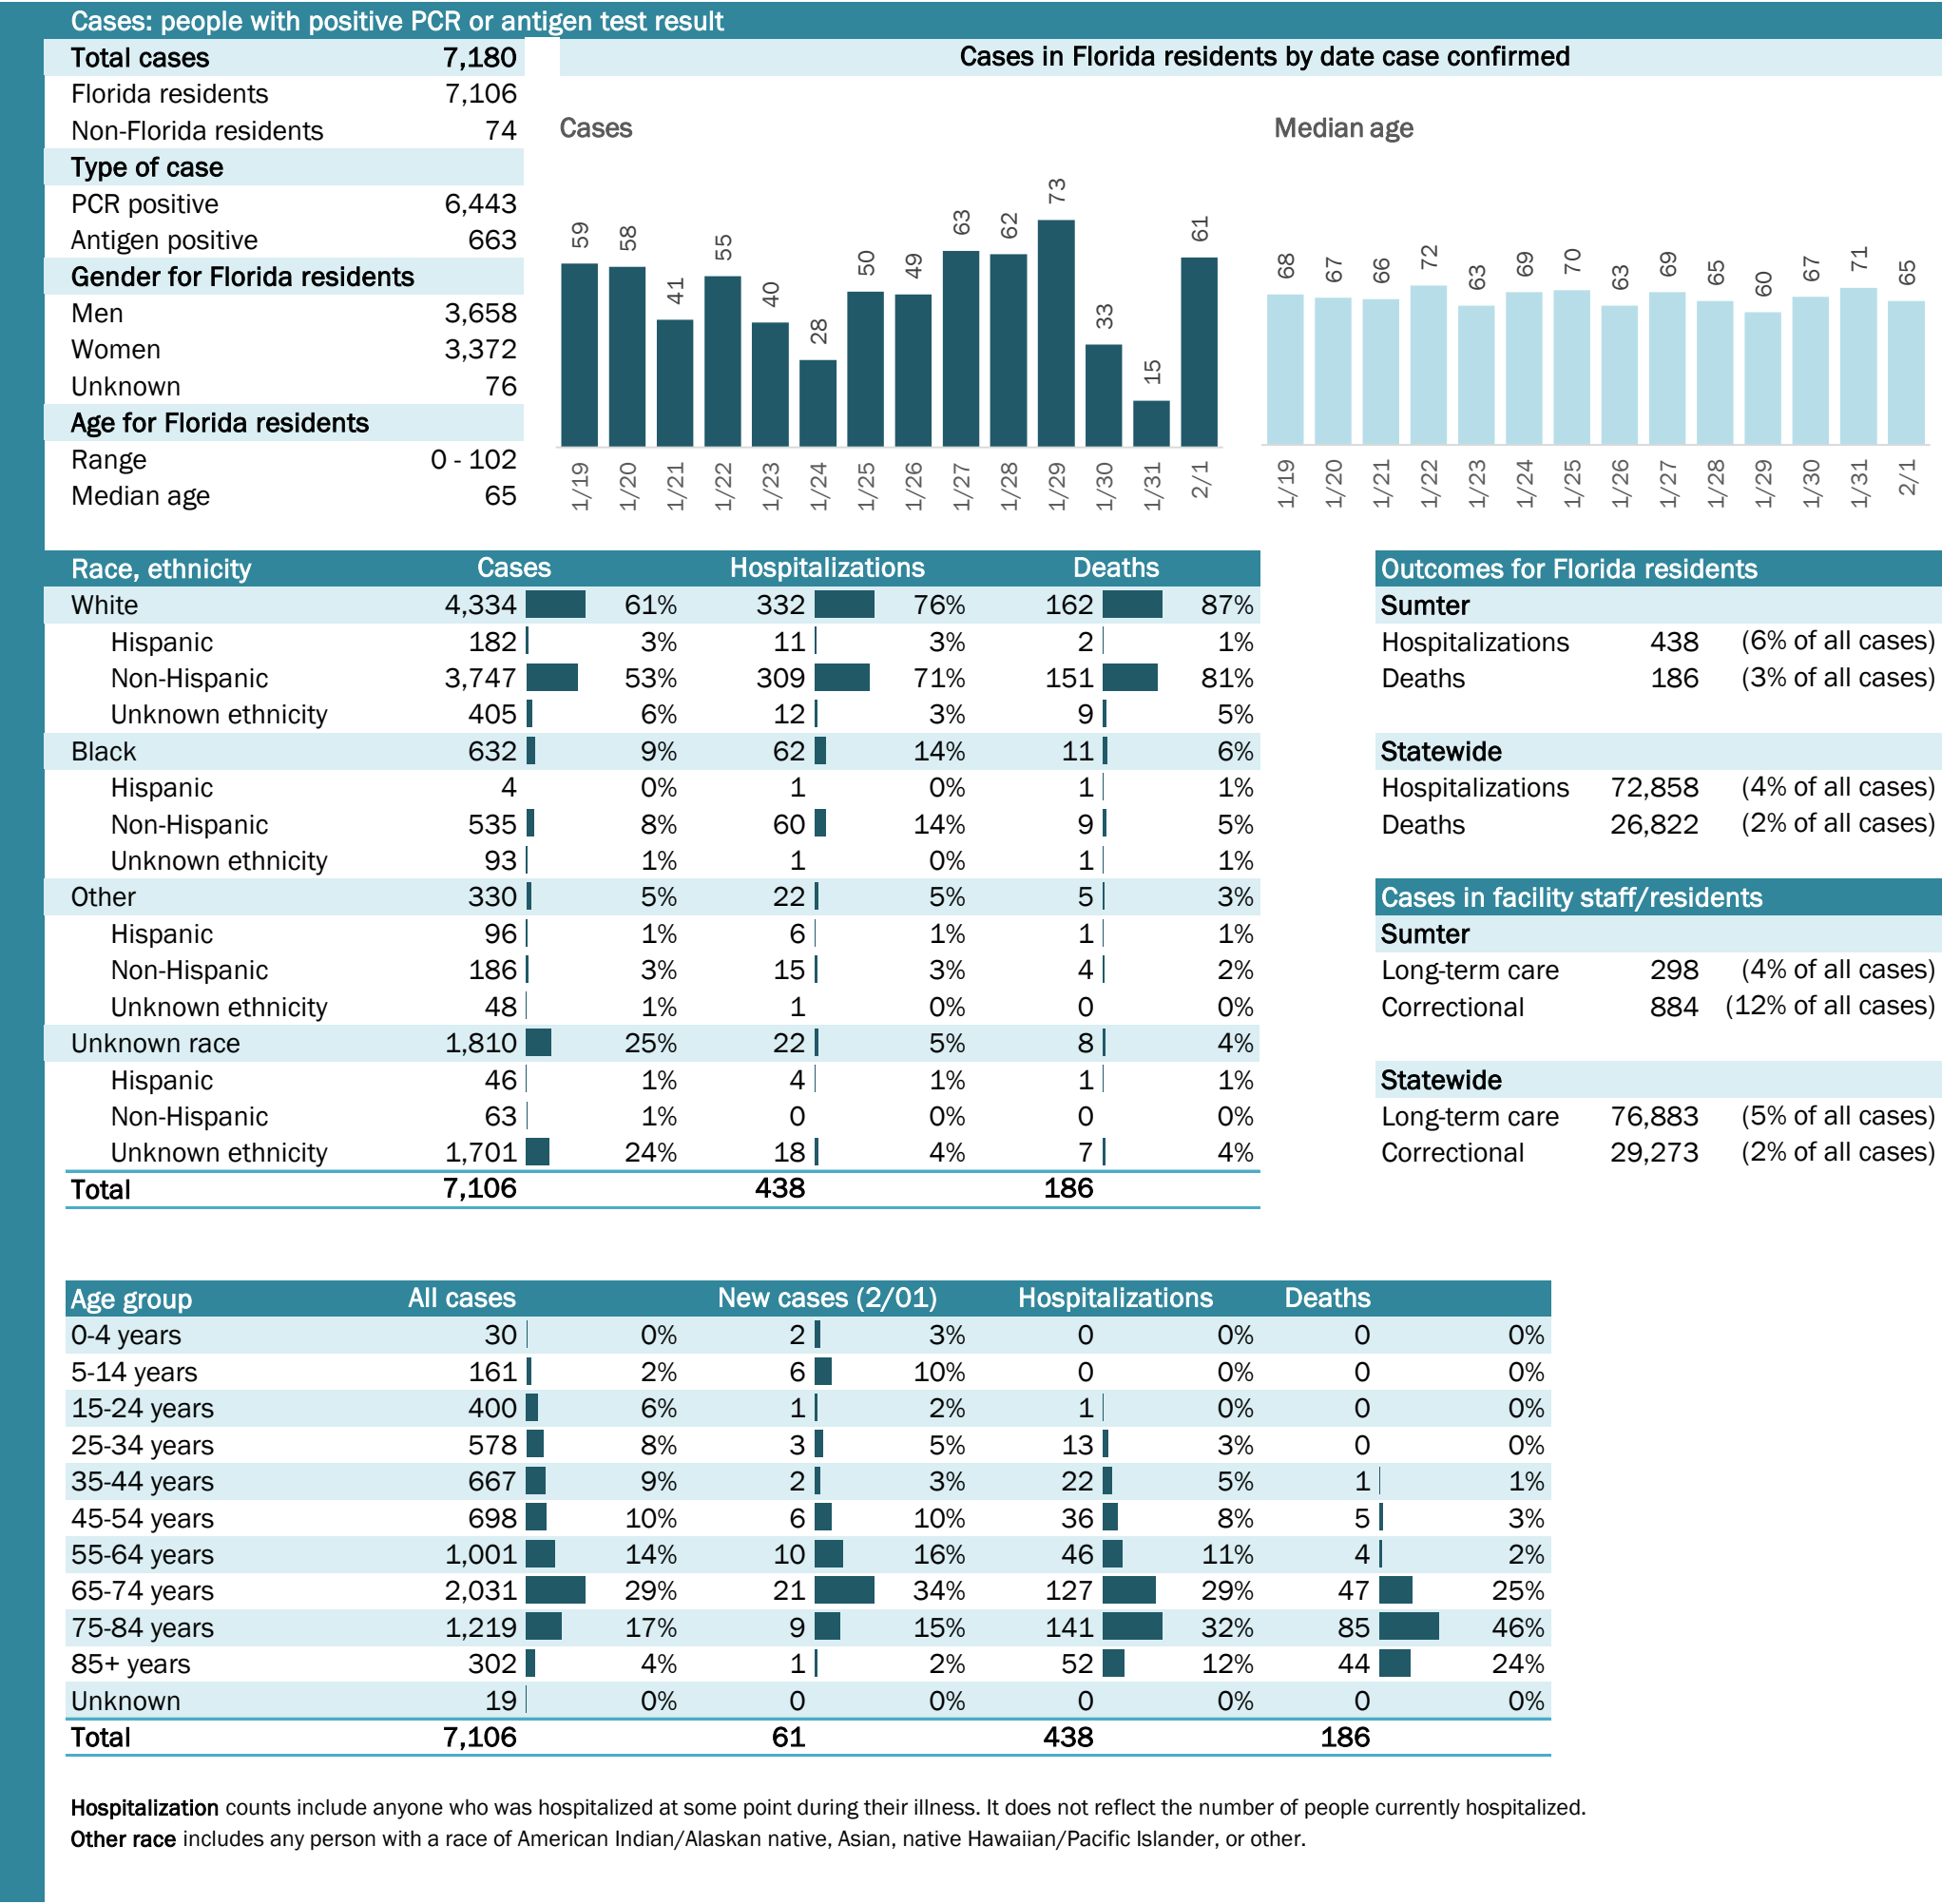 Cases: people with positive PCR or antigen test result
Total cases 7,180
Florida residents 7,106
Non-Florida residents 74
Type of case
PCR positive 6,443
Antigen positive 663
Gender for Florida residents
Men 3,658
Women 3,372
Unknown 76
Age for Florida residents
Range 0 - 102
Median age 65
Cases in Florida residents by date case confirmed
Cases
59 58 41 55 40 28 50 49 63 62 73 33 15 61
1/19 1/20 1/21 1/22 1/23 1/24 1/25 1/26 1/27 1/28 1/29 1/30 1/31 2/1
Median age
68 67 66 72 63 69 70 63 69 65 60 67 71 65
1/19 1/20 1/21 1/22 1/23 1/24 1/25 1/26 1/27 1/28 1/29 1/30 1/31 2/1
Race, ethnicity Cases Hospitalizations Deaths
White 4,334 61% 332 76% 162 87%
Hispanic 182 3% 11 3% 2 1%
Non-Hispanic 3,747 53% 309 71% 151 81%
Unknown ethnicity 405 6% 12 3% 9 5%
Black 632 9% 62 14% 11 6%
Hispanic 4 0% 1 0% 1 1%
Non-Hispanic 535 8% 60 14% 9 5%
Unknown ethnicity 93 1% 1 0% 1 1%
Other 330 5% 22 5% 5 3%
Hispanic 96 1% 6 1% 1 1%
Non-Hispanic 186 3% 15 3% 4 2%
Unknown ethnicity 48 1% 1 0% 0 0%
Unknown race 1,810 25% 22 5% 8 4%
Hispanic 46 1% 4 1% 1 1%
Non-Hispanic 63 1% 0 0% 0 0%
Unknown ethnicity 1,701 24% 18 4% 7 4%
Total 7,106 438 186
Outcomes for Florida residents
Sumter
Hospitalizations 438 (6% of all cases)
Deaths 186 (3% of all cases)
Statewide
Hospitalizations 72,858 (4% of all cases)
Deaths 26,822 (2% of all cases)
Cases in facility staff/residents
Sumter
Long-term care 298 (4% of all cases)
Correctional 884 (12% of all cases)
Statewide
Long-term care 76,883 (5% of all cases)
Correctional 29,273 (2% of all cases)
Age group All cases New cases (2/01) Hospitalizations Deaths
0-4 years 30 0% 2 3% 0 0% 0 0%
5-14 years 161 2% 6 10% 0 0% 0 0%
15-24 years 400 6% 1 2% 1 0% 0 0%
25-34 years 578 8% 3 5% 13 3% 0 0%
35-44 years 667 9% 2 3% 22 5% 1 1%
45-54 years 698 10% 6 10% 36 8% 5 3%
55-64 years 1,001 14% 10 16% 46 11% 4 2%
65-74 years 2,031 29% 21 34% 127 29% 47 25%
75-84 years 1,219 17% 9 15% 141 32% 85 46%
85+ years 302 4% 1 2% 52 12% 44 24%
Unknown 19 0% 0 0% 0 0% 0 0%
Total 7,106 61 438 186
Hospitalization counts include anyone who was hospitalized at some point during their illness. It does not reflect the number of people currently hospitalized.
Other race includes any person with a race of American Indian/Alaskan native, Asian, native Hawaiian/Pacific Islander, or other.